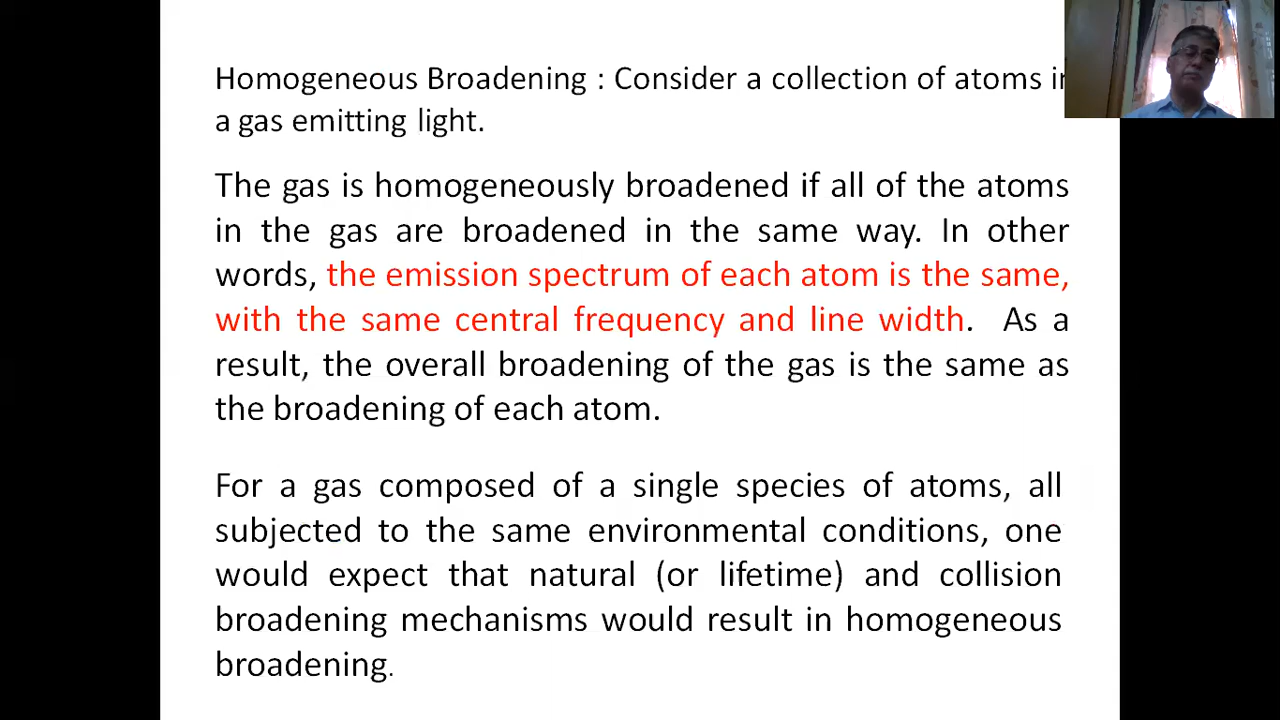 Homogeneous Broadening : Consider a collection of atoms in
a gas emitting light.
The gas is homogeneously broadened if all of the atoms
in the gas are broadened in the same way. In other
words, the emission spectrum of each atom is the same,
with the same central frequency and line width. As a
result, the overall broadening of the gas is the same as
the broadening of each atom.
For a gas composed of a single species of atoms, all
subjected to the same environmental conditions, one
would expect that natural (or lifetime) and collision
broadening mechanisms would result in homogeneous
broadening.